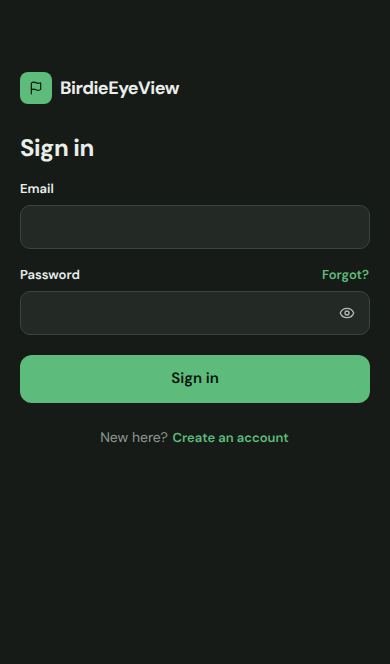 BirdieEyeView
Sign in
Email
Password Forgot?
Sign in
New here? Create an account